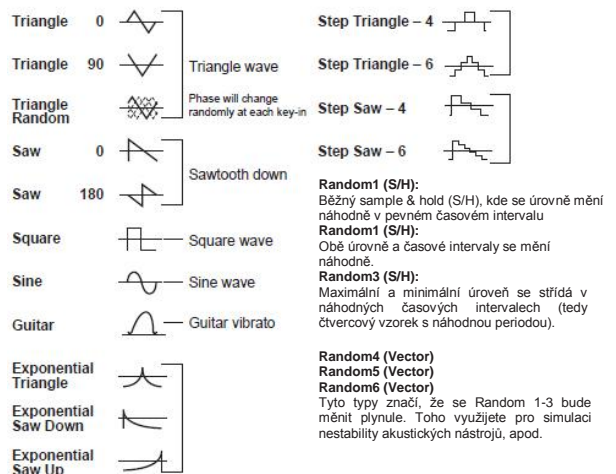 Triangle 0
Triangle 90
Triangle wave
Triangle
Random
Phase will change
randomly at each key-in
Saw 0
Saw 180
Sawtooth down
Square
Square wave
Sine
Sine wave
Guitar
Guitar vibrato
Exponential
Triangle
Exponential
Saw Down
Exponential
Saw Up
Step Triangle – 4
Step Triangle – 6
Step Saw – 4
Step Saw – 6
Random1 (S/H):
Běžný sample & hold (S/H), kde se úrovně mění
náhodně v pevném časovém intervalu
Random1 (S/H):
Obě úrovně a časové intervaly se mění
náhodně.
Random3 (S/H):
Maximální a minimální úroveň se střídá v
náhodných časových intervalech (tedy
čtvercový vzorek s náhodnou periodou).
Random4 (Vector)
Random5 (Vector)
Random6 (Vector)
Tyto typy značí, že se Random 1-3 bude
měnit plynule. Toho využijete pro simulaci
nestability akustických nástrojů, apod.